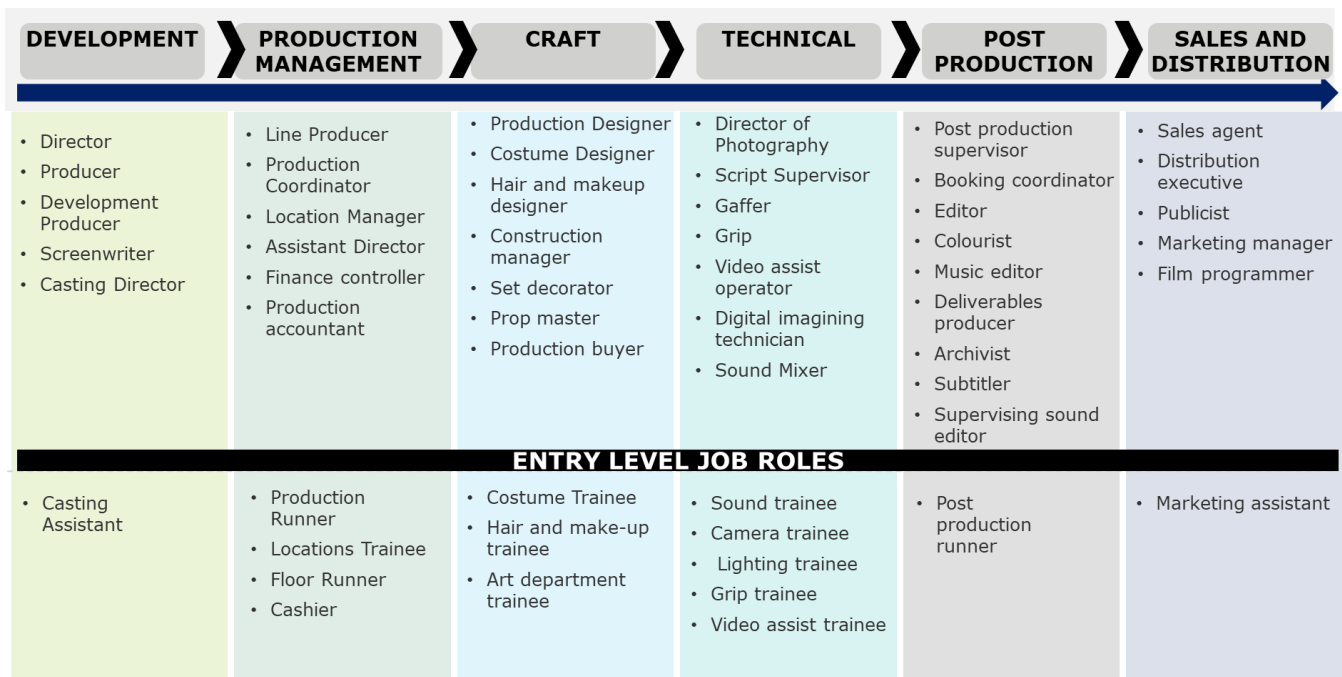 DEVELOPMENT
PRODUCTION
MANAGEMENT
CRAFT
TECHNICAL
POST
PRODUCTION
SALES AND
DISTRIBUTION
• Director
• Producer
• Development
Producer
• Screenwriter
• Casting Director
• Line Producer
• Production
Coordinator
• Location Manager
• Assistant Director
• Finance controller
• Production
accountant
• Production Designer
• Costume Designer
• Hair and makeup
designer
• Construction
manager
• Set decorator
• Prop master
• Production buyer
• Director of
Photography
• Script Supervisor
• Gaffer
• Grip
• Video assist
operator
• Digital imagining
technician
• Sound Mixer
• Post production
supervisor
• Booking coordinator
• Editor
• Colourist
• Music editor
• Deliverables
producer
• Archivist
• Subtitler
• Supervising sound
editor
• Sales agent
• Distribution
executive
• Publicist
• Marketing manager
• Film programmer
ENTRY LEVEL JOB ROLES
• Casting
Assistant
• Production
Runner
• Locations Trainee
• Floor Runner
• Cashier
• Costume Trainee
• Hair and make-up
trainee
• Art department
trainee
• Sound trainee
• Camera trainee
• Lighting trainee
• Grip trainee
• Video assist trainee
• Post
production
runner
• Marketing assistant